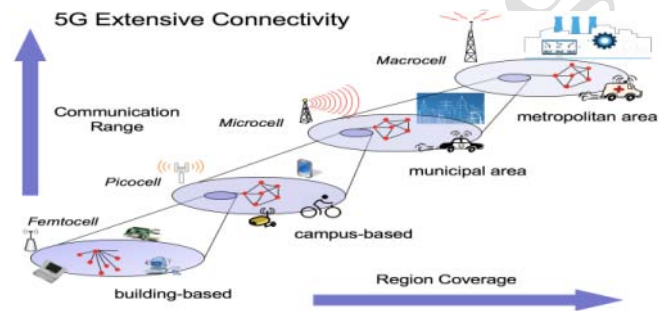 5G Extensive Connectivity
Macrocell
Communication
Range
Microcell
metropolitan area
Picocell
municipal area
Femtocell
campus-based
Region Coverage
building-based